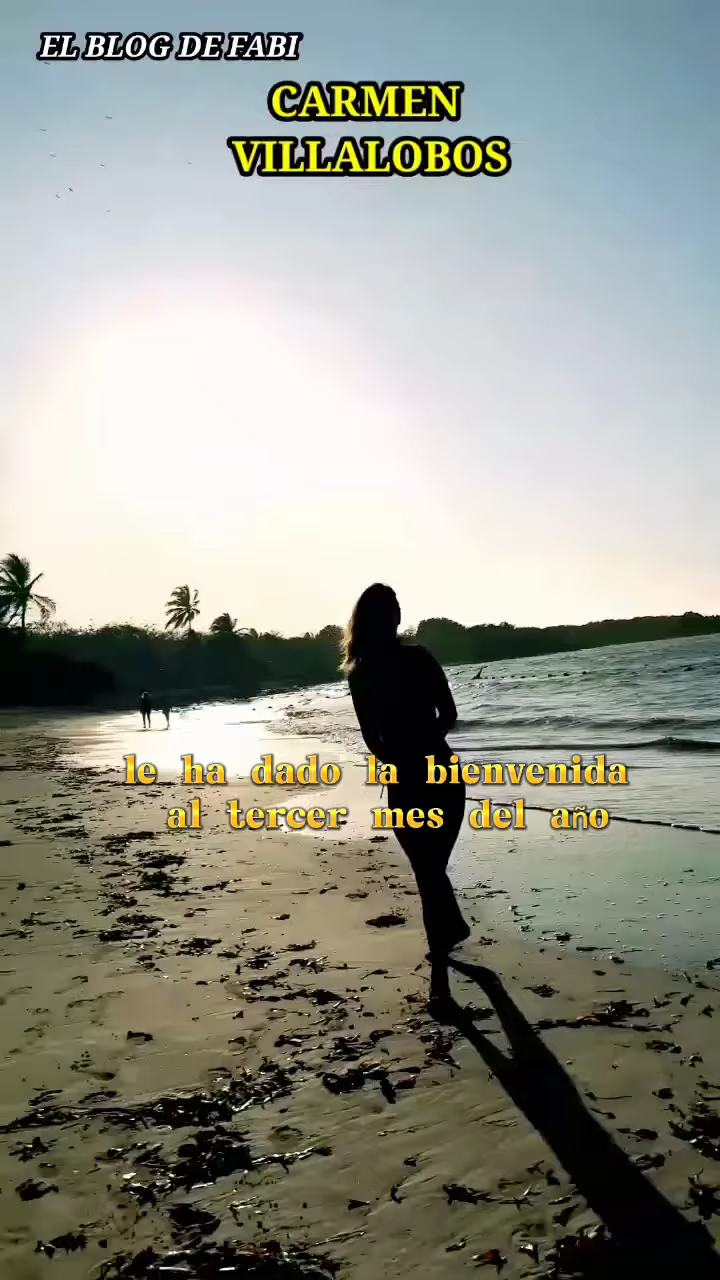 EL BLOG DE FABI
CARMEN
VILLALOBOS
le ha dado la bienvenida
al tercer mes del año